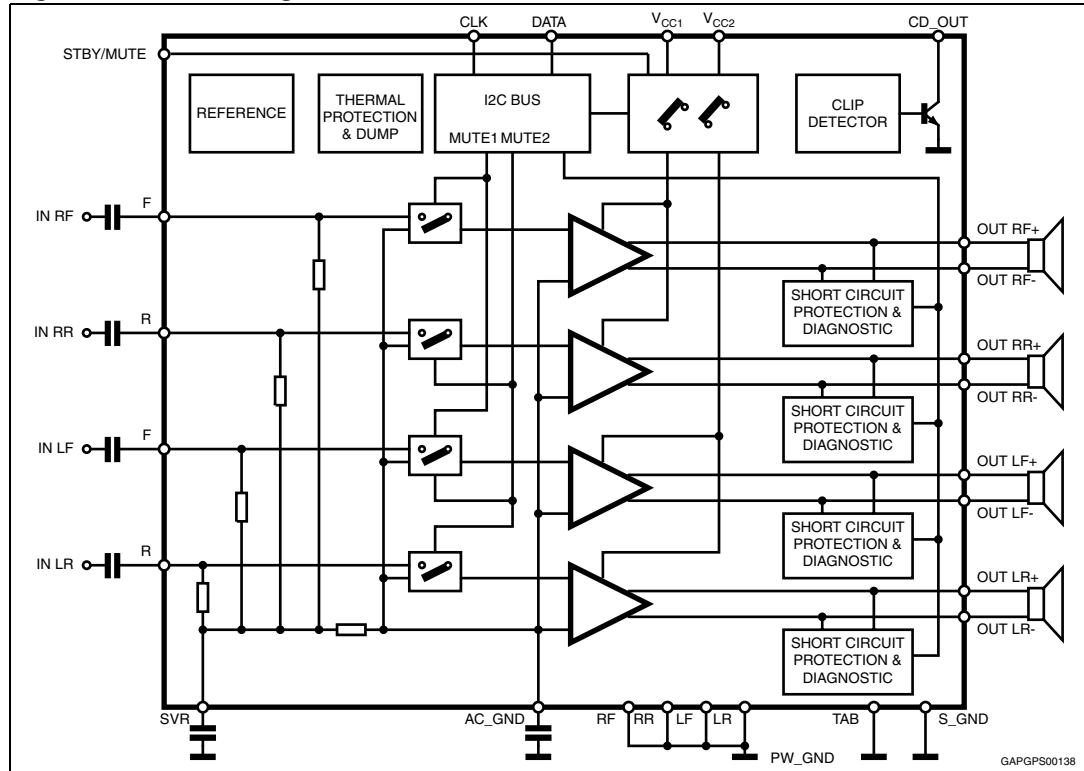 CLK DATA VCC1 VCC2 CD_OUT
STBY/MUTE
REFERENCE
THERMAL
PROTECTION
& DUMP
I2C BUS
MUTE1 MUTE2
CLIP
DETECTOR
IN RF F
OUT RF+
OUT RF-
SHORT CIRCUIT
PROTECTION &
DIAGNOSTIC
IN RR R
OUT RR+
OUT RR-
SHORT CIRCUIT
PROTECTION &
DIAGNOSTIC
IN LF F
OUT LF+
OUT LF-
SHORT CIRCUIT
PROTECTION &
DIAGNOSTIC
IN LR R
OUT LR+
OUT LR-
SHORT CIRCUIT
PROTECTION &
DIAGNOSTIC
SVR AC_GND RF RR LF LR TAB S_GND
PW_GND
GAPGPS00138